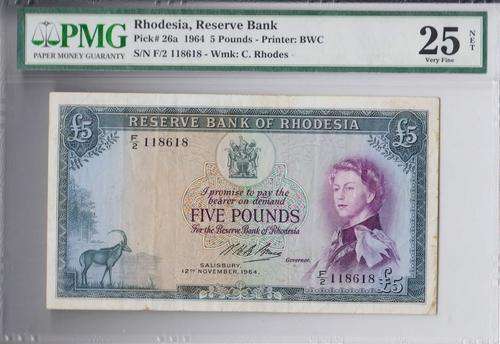 PMG
PAPER MONEY GUARANTY
Rhodesia, Reserve Bank
Pick# 26a 1964 5 Pounds - Printer: BWC
S/N F/2 118618 - Wmk: C. Rhodes
25 NET
Very Fine
£5 RESERVE BANK OF RHODESIA £5
F/2 118618
I promise to pay the
bearer on demand
FIVE POUNDS
For the Reserve Bank of Rhodesia
Governor.
SALISBURY
12TH NOVEMBER, 1964.
F/2 118618 £5